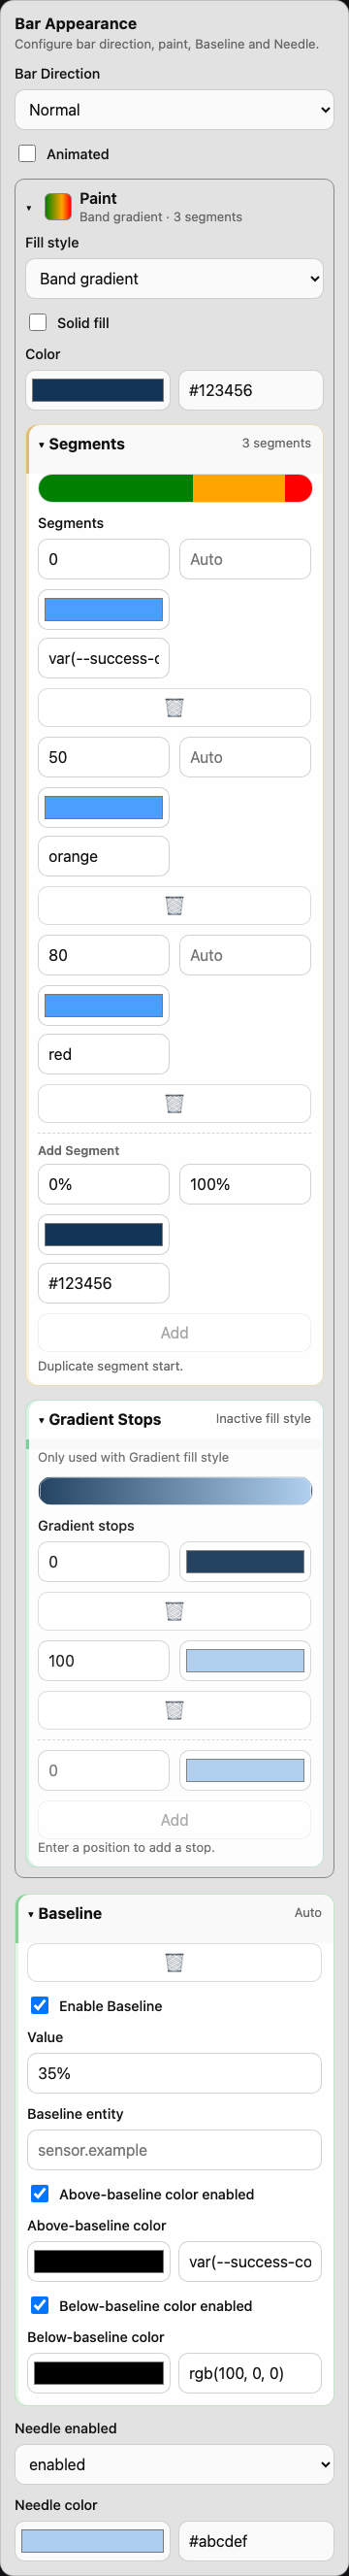 Bar Appearance
Configure bar direction, paint, Baseline and Needle.
Bar Direction
Normal
Animated
Paint
Band gradient · 3 segments
Fill style
Band gradient
Solid fill
Color
#123456
Segments 3 segments
Segments
0 Auto
var(--success-c
50 Auto
orange
80 Auto
red
Add Segment
0% 100%
#123456
Add
Duplicate segment start.
Gradient Stops Inactive fill style
Only used with Gradient fill style
Gradient stops
0
100
0
Add
Enter a position to add a stop.
Baseline Auto
Enable Baseline
Value
35%
Baseline entity
sensor.example
Above-baseline color enabled
Above-baseline color
var(--success-co
Below-baseline color enabled
Below-baseline color
rgb(100, 0, 0)
Needle enabled
enabled
Needle color
#abcdef